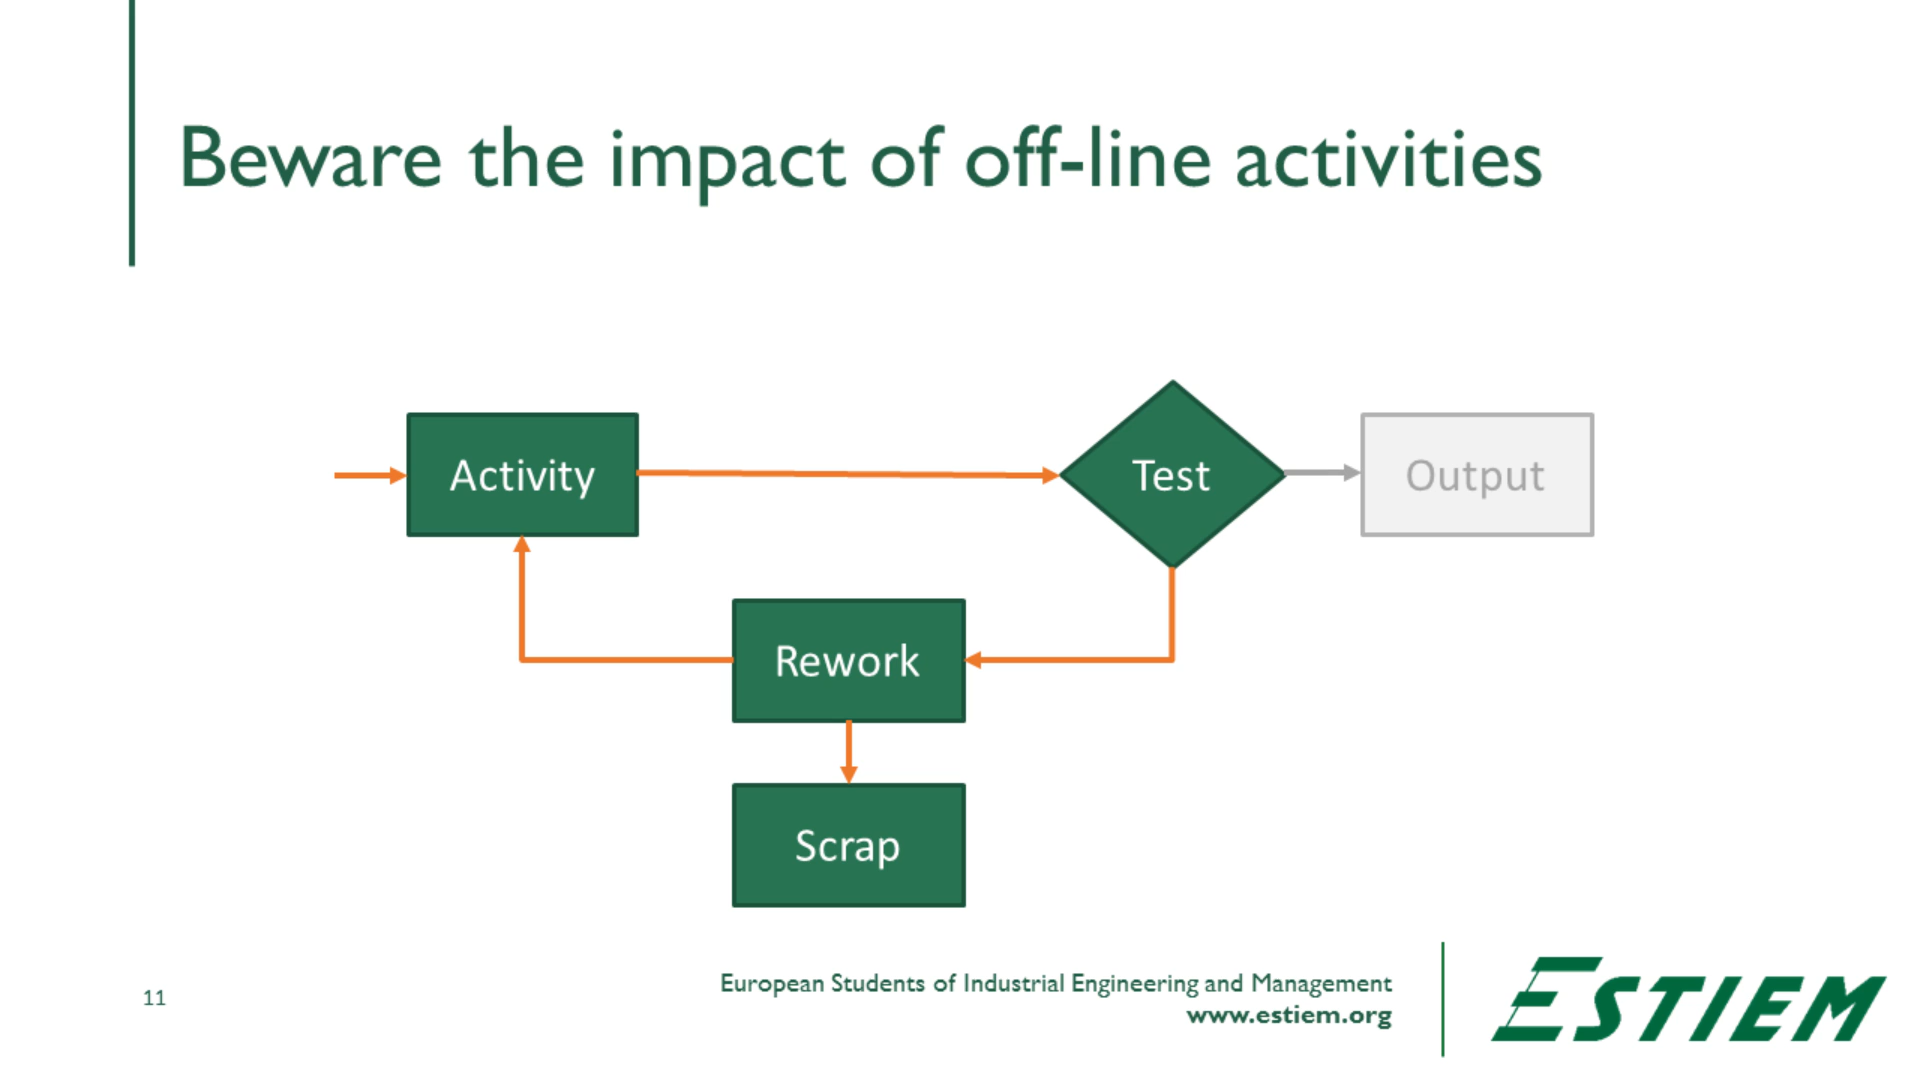 Beware the impact of off-line activities
Activity
Test
Output
Rework
Scrap
11
European Students of Industrial Engineering and Management
www.estiem.org
ESTIEM